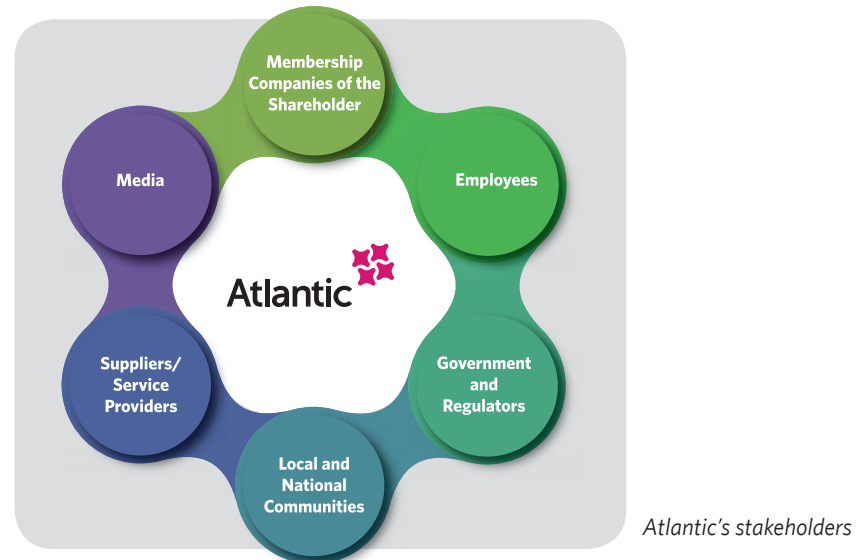 Membership
Companies of the
Shareholder
Media
Employees
Atlantic
Suppliers/
Service
Providers
Government
and
Regulators
Local and
National
Communities
Atlantic's stakeholders